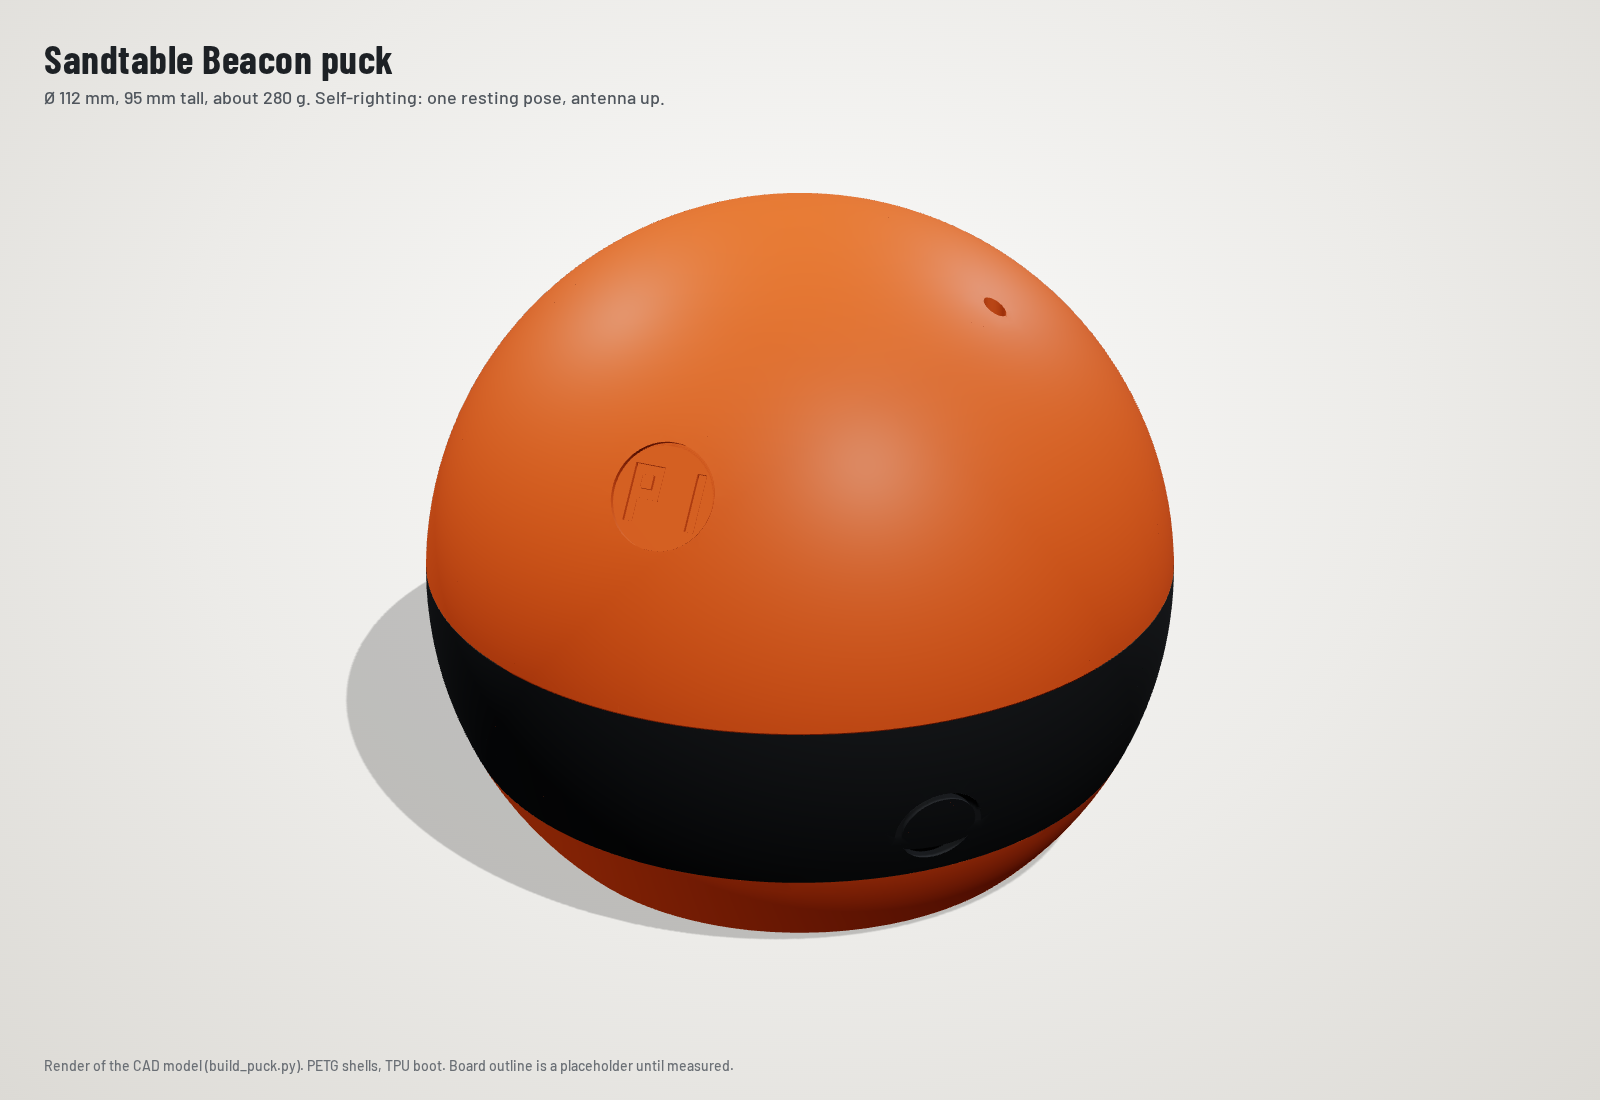 Sandtable Beacon puck
Ø 112 mm, 95 mm tall, about 280 g. Self-righting: one resting pose, antenna up.
Render of the CAD model (build_puck.py). PETG shells, TPU boot. Board outline is a placeholder until measured.